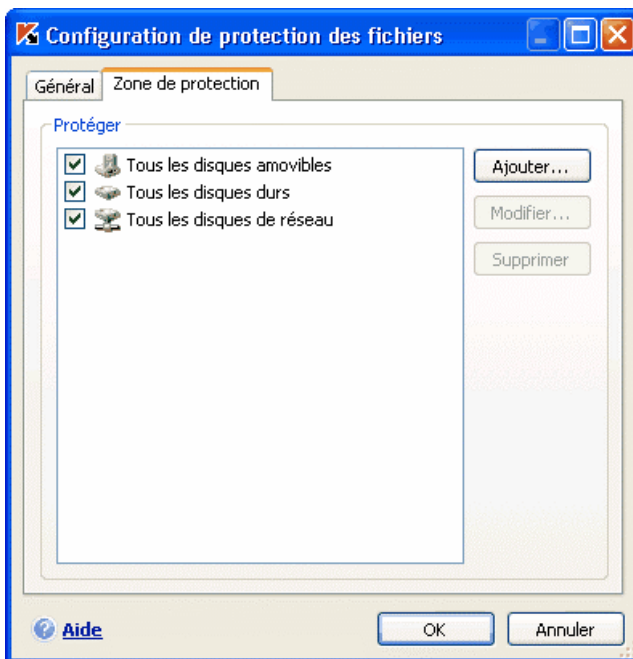 Configuration de protection des fichiers
Général
Zone de protection
Protéger
Tous les disques amovibles
Tous les disques durs
Tous les disques de réseau
Ajouter...
Modifier...
Supprimer
Aide
OK
Annuler